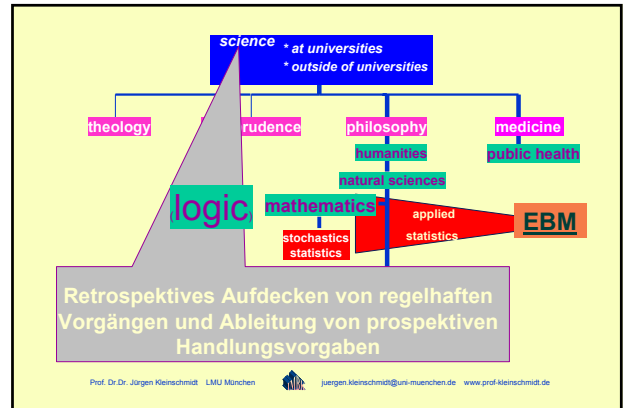 science
* at universities
* outside of universities
theology
rudence
philosophy
medicine
humanities
public health
natural sciences
(logic)
mathematics
applied
statistics
EBM
stochastics
statistics
Retrospektives Aufdecken von regelhaften
Vorgängen und Ableitung von prospektiven
Handlungsvorgaben
Prof. Dr.Dr. Jürgen Kleinschmidt LMU München juergen.kleinschmidt@uni-muenchen.de www.prof-kleinschmidt.de